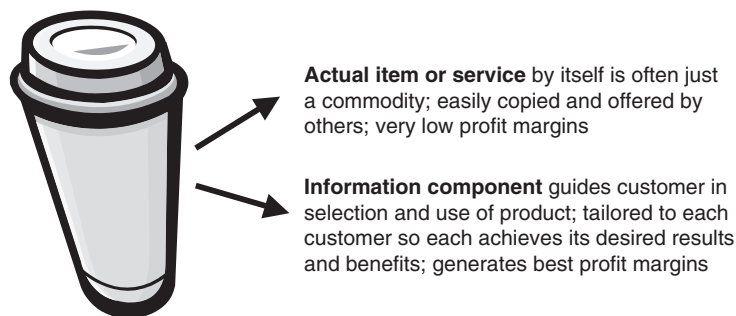 Actual item or service by itself is often just
a commodity; easily copied and offered by
others; very low profit margins
Information component guides customer in
selection and use of product; tailored to each
customer so each achieves its desired results
and benefits; generates best profit margins